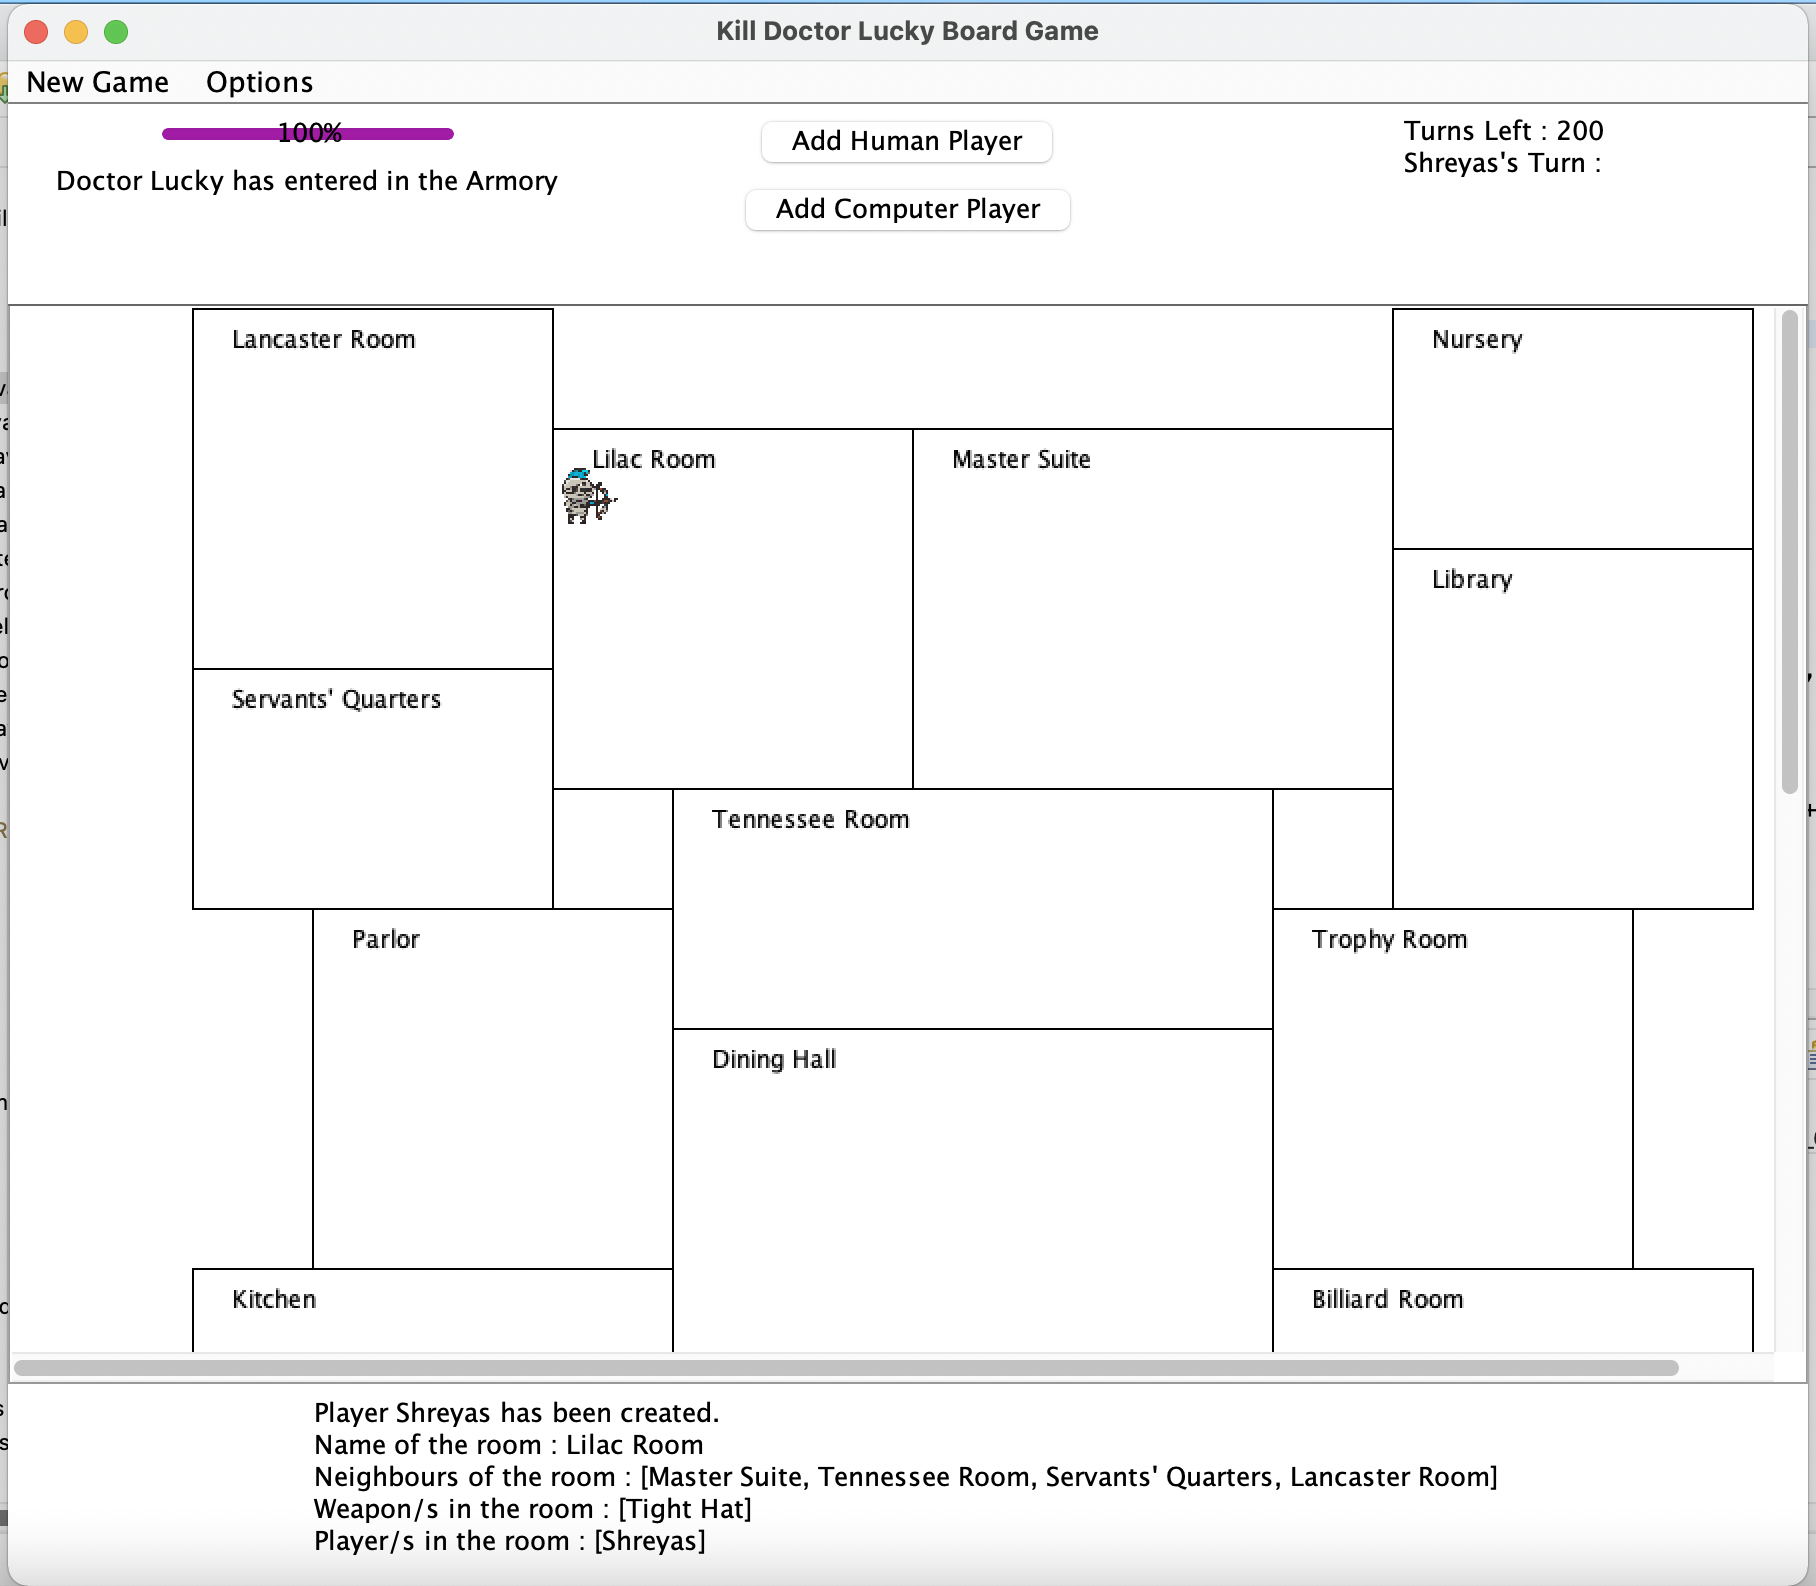 Kill Doctor Lucky Board Game
New Game Options
100%
Doctor Lucky has entered in the Armory
Add Human Player
Add Computer Player
Turns Left : 200
Shreyas's Turn :
Lancaster Room
Nursery
Lilac Room
Master Suite
Library
Servants' Quarters
Tennessee Room
Parlor
Trophy Room
Dining Hall
Kitchen
Billiard Room
Player Shreyas has been created.
Name of the room : Lilac Room
Neighbours of the room : [Master Suite, Tennessee Room, Servants' Quarters, Lancaster Room]
Weapon/s in the room : [Tight Hat]
Player/s in the room : [Shreyas]